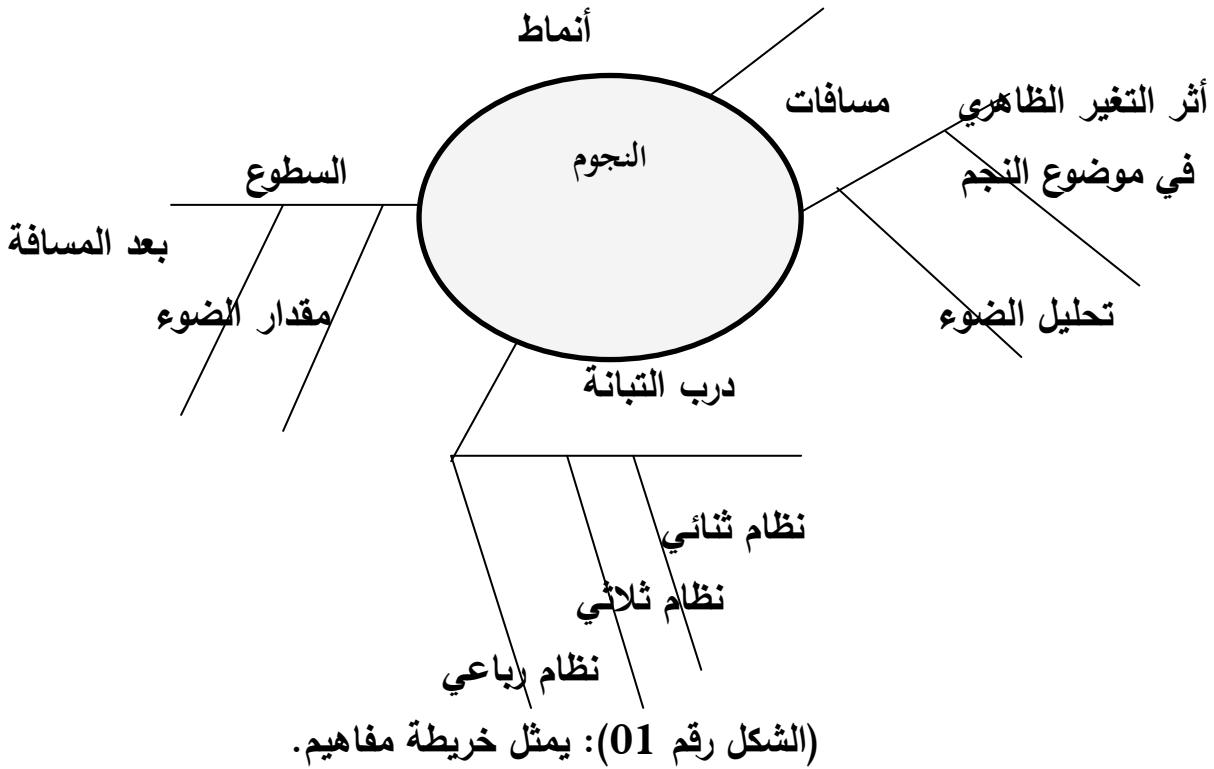 أنماط
مسافات
أثر التغير الظاهري
في موضوع النجم
النجوم
السطوع
بعد المسافة
مقدار الضوء
تحليل الضوء
درب التبانة
نظام ثنائي
نظام ثلاثي
نظام رباعي
(الشكل رقم 01): يمثل خريطة مفاهيم.